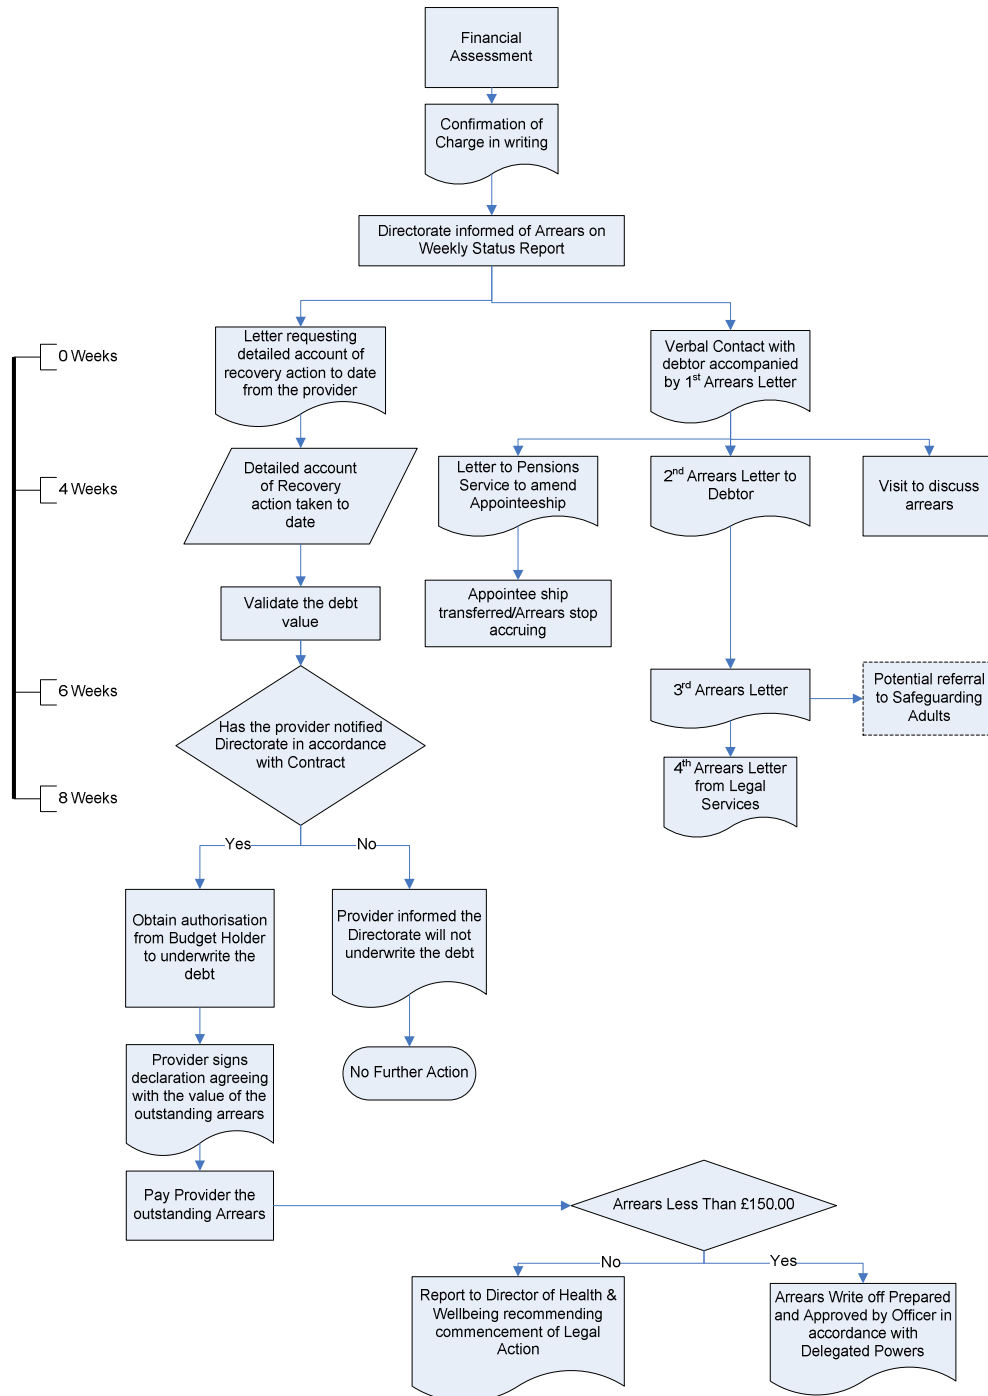 Financial
Assessment
Confirmation of
Charge in writing
Directorate informed of Arrears on
Weekly Status Report
0 Weeks
Letter requesting
detailed account of
recovery action to date
from the provider
Verbal Contact with
debtor accompanied
by 1st Arrears Letter
4 Weeks
Detailed account
of Recovery
action taken to
date
Letter to Pensions
Service to amend
Appointeeship
2nd Arrears Letter to
Debtor
Visit to discuss
arrears
Validate the debt
value
Appointee ship
transferred/Arrears stop
accruing
6 Weeks
Has the provider notified
Directorate in accordance
with Contract
3rd Arrears Letter
Potential referral
to Safeguarding
Adults
8 Weeks
4th Arrears Letter
from Legal
Services
Yes
No
Obtain authorisation
from Budget Holder
to underwrite the
debt
Provider informed the
Directorate will not
underwrite the debt
Provider signs
declaration agreeing
with the value of the
outstanding arrears
No Further Action
Pay Provider the
outstanding Arrears
Arrears Less Than £150.00
No
Yes
Report to Director of Health &
Wellbeing recommending
commencement of Legal
Action
Arrears Write off Prepared
and Approved by Officer in
accordance with
Delegated Powers